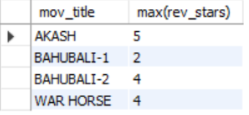 mov_title max(rev_stars)
AKASH 5
BAHUBALI-1 2
BAHUBALI-2 4
WAR HORSE 4